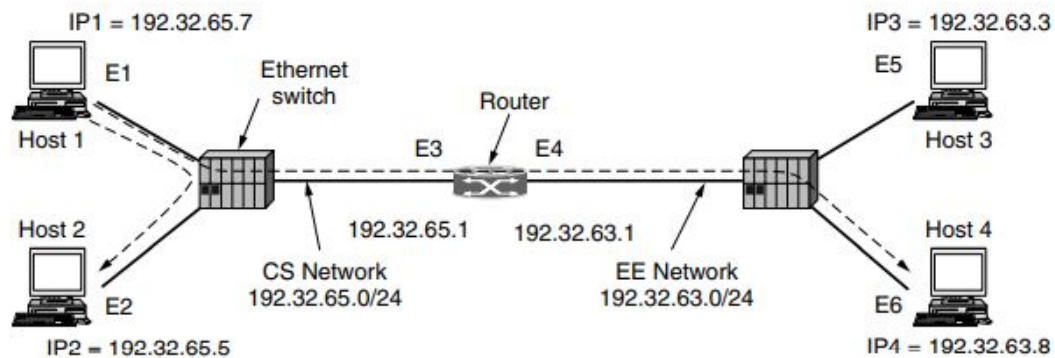 IP1 = 192.32.65.7
IP3 = 192.32.63.3
E1
Ethernet
switch
E5
Router
Host 1
E3
E4
Host 3
Host 2
192.32.65.1
192.32.63.1
Host 4
CS Network
192.32.65.0/24
EE Network
192.32.63.0/24
E2
E6
IP2 = 192.32.65.5
IP4 = 192.32.63.8